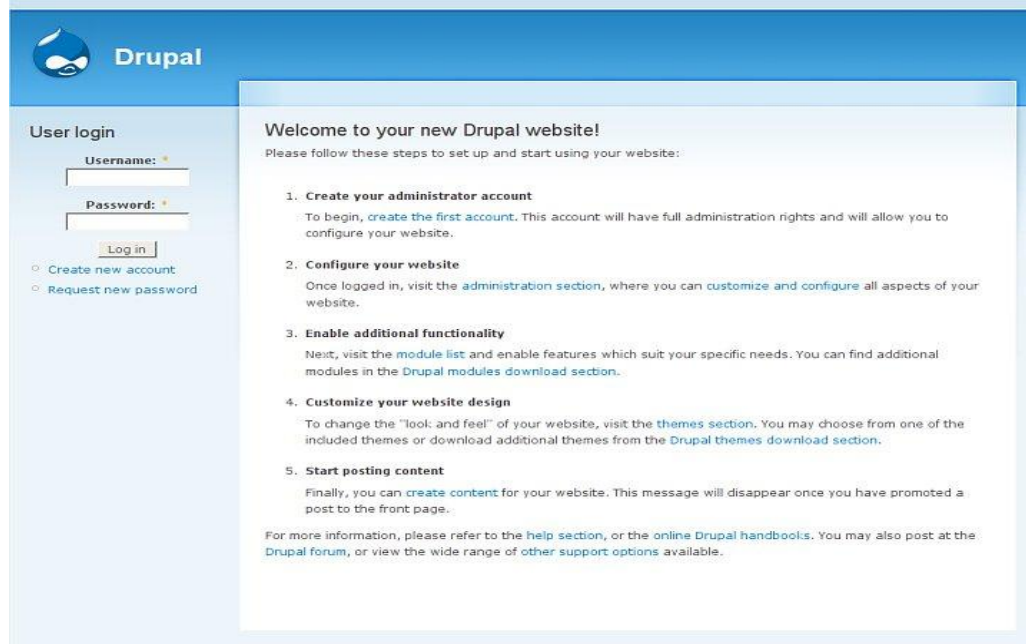 Drupal
User login
Username: *
Password: *
Log in
Create new account
Request new password
Welcome to your new Drupal website!
Please follow these steps to set up and start using your website:
1. Create your administrator account
To begin, create the first account. This account will have full administration rights and will allow you to
configure your website.
2. Configure your website
Once logged in, visit the administration section, where you can customize and configure all aspects of your
website.
3. Enable additional functionality
Next, visit the module list and enable features which suit your specific needs. You can find additional
modules in the Drupal modules download section.
4. Customize your website design
To change the "look and feel" of your website, visit the themes section. You may choose from one of the
included themes or download additional themes from the Drupal themes download section.
5. Start posting content
Finally, you can create content for your website. This message will disappear once you have promoted a
post to the front page.
For more information, please refer to the help section, or the online Drupal handbooks. You may also post at the
Drupal forum, or view the wide range of other support options available.